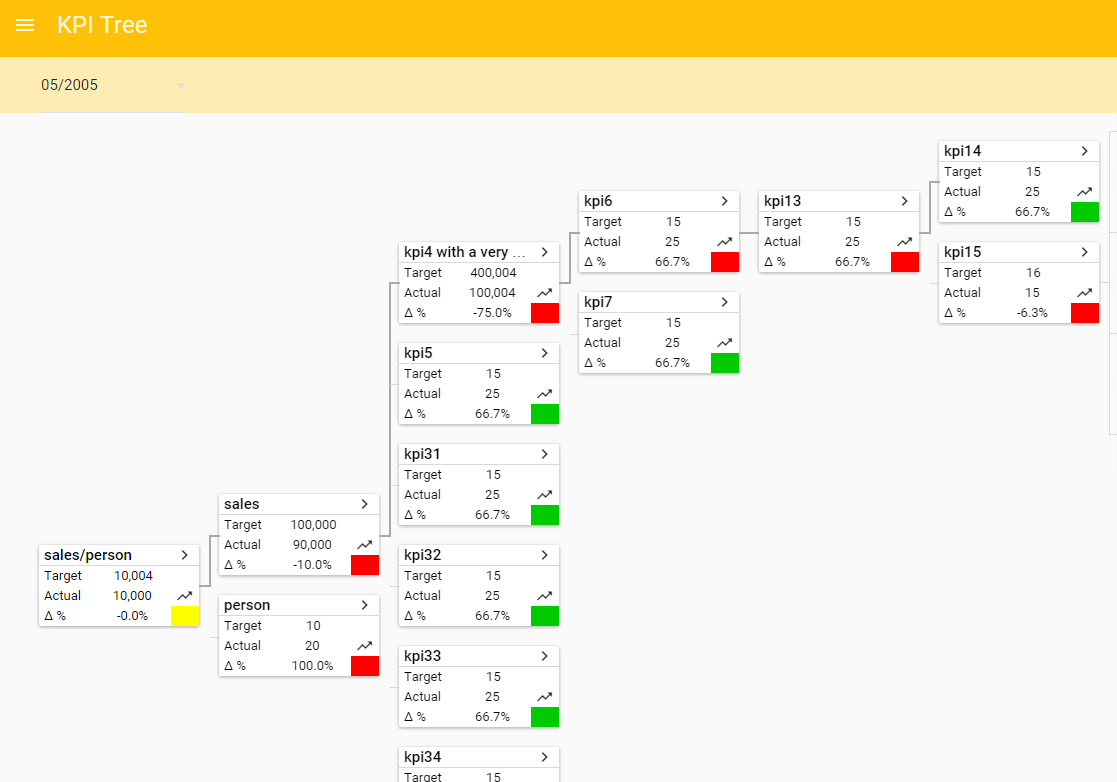 KPI Tree
05/2005
sales/person
Target 10,004
Actual 10,000
Δ % -0.0%
sales
Target 100,000
Actual 90,000
Δ % -10.0%
person
Target 10
Actual 20
Δ % 100.0%
kpi4 with a very ...
Target 400,004
Actual 100,004
Δ % -75.0%
kpi5
Target 15
Actual 25
Δ % 66.7%
kpi31
Target 15
Actual 25
Δ % 66.7%
kpi32
Target 15
Actual 25
Δ % 66.7%
kpi33
Target 15
Actual 25
Δ % 66.7%
kpi34
Target 15
kpi6
Target 15
Actual 25
Δ % 66.7%
kpi7
Target 15
Actual 25
Δ % 66.7%
kpi13
Target 15
Actual 25
Δ % 66.7%
kpi14
Target 15
Actual 25
Δ % 66.7%
kpi15
Target 16
Actual 15
Δ % -6.3%